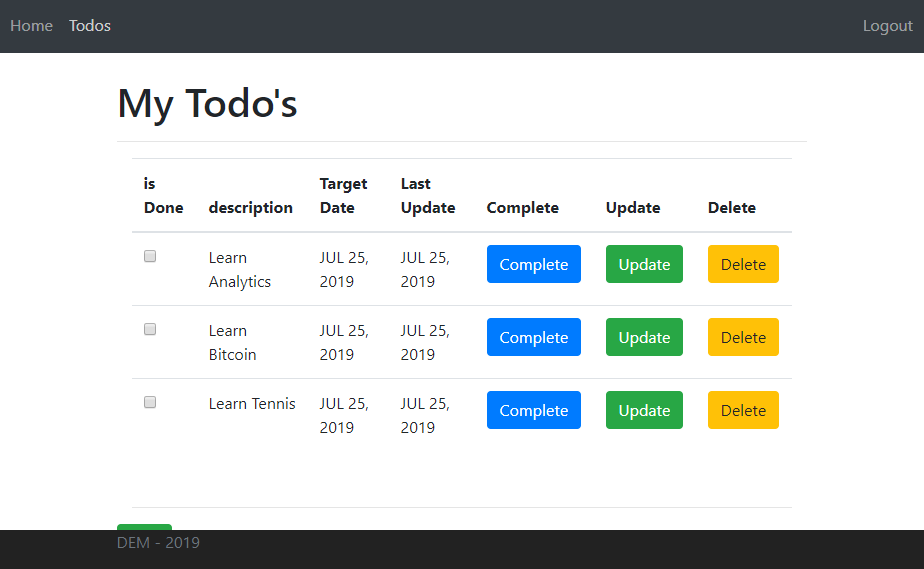 Home Todos Logout
My Todo's
is Done description Target Date Last Update Complete Update Delete
Learn Analytics JUL 25, 2019 JUL 25, 2019 Complete Update Delete
Learn Bitcoin JUL 25, 2019 JUL 25, 2019 Complete Update Delete
Learn Tennis JUL 25, 2019 JUL 25, 2019 Complete Update Delete
DEM - 2019